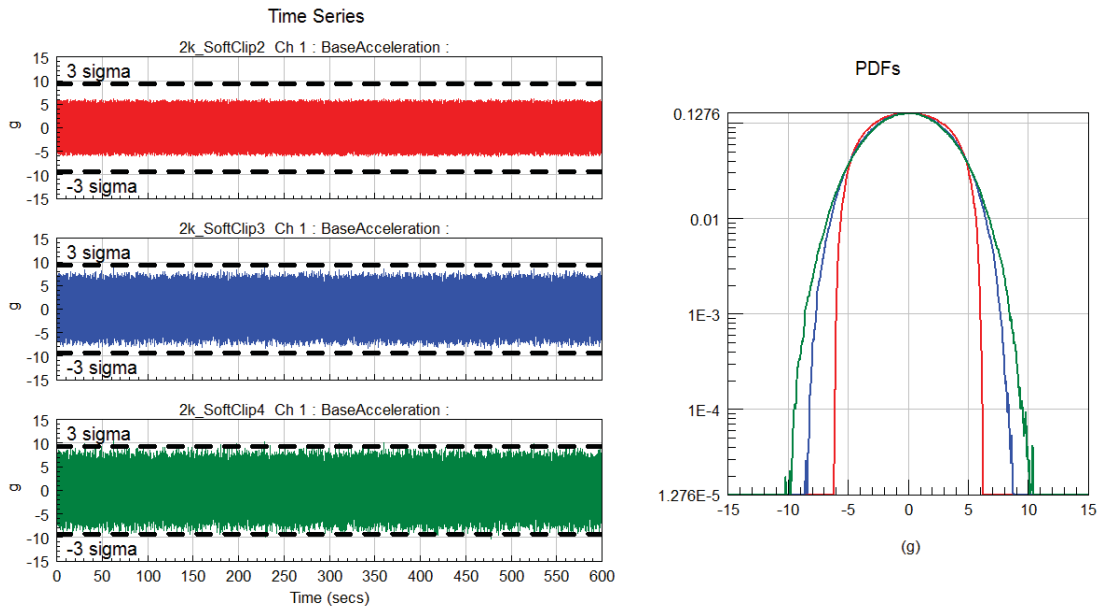 Time Series
2k_SoftClip2 Ch 1 : BaseAcceleration :
15
10
5
0
-5
-10
-15
g
3 sigma
-3 sigma
2k_SoftClip3 Ch 1 : BaseAcceleration :
15
10
5
0
-5
-10
-15
g
3 sigma
-3 sigma
2k_SoftClip4 Ch 1 : BaseAcceleration :
15
10
5
0
-5
-10
-15
g
3 sigma
-3 sigma
0 50 100 150 200 250 300 350 400 450 500 550 600
Time (secs)
PDFs
0.1276
0.01
1E-3
1E-4
1.276E-5
-15 -10 -5 0 5 10 15
(g)